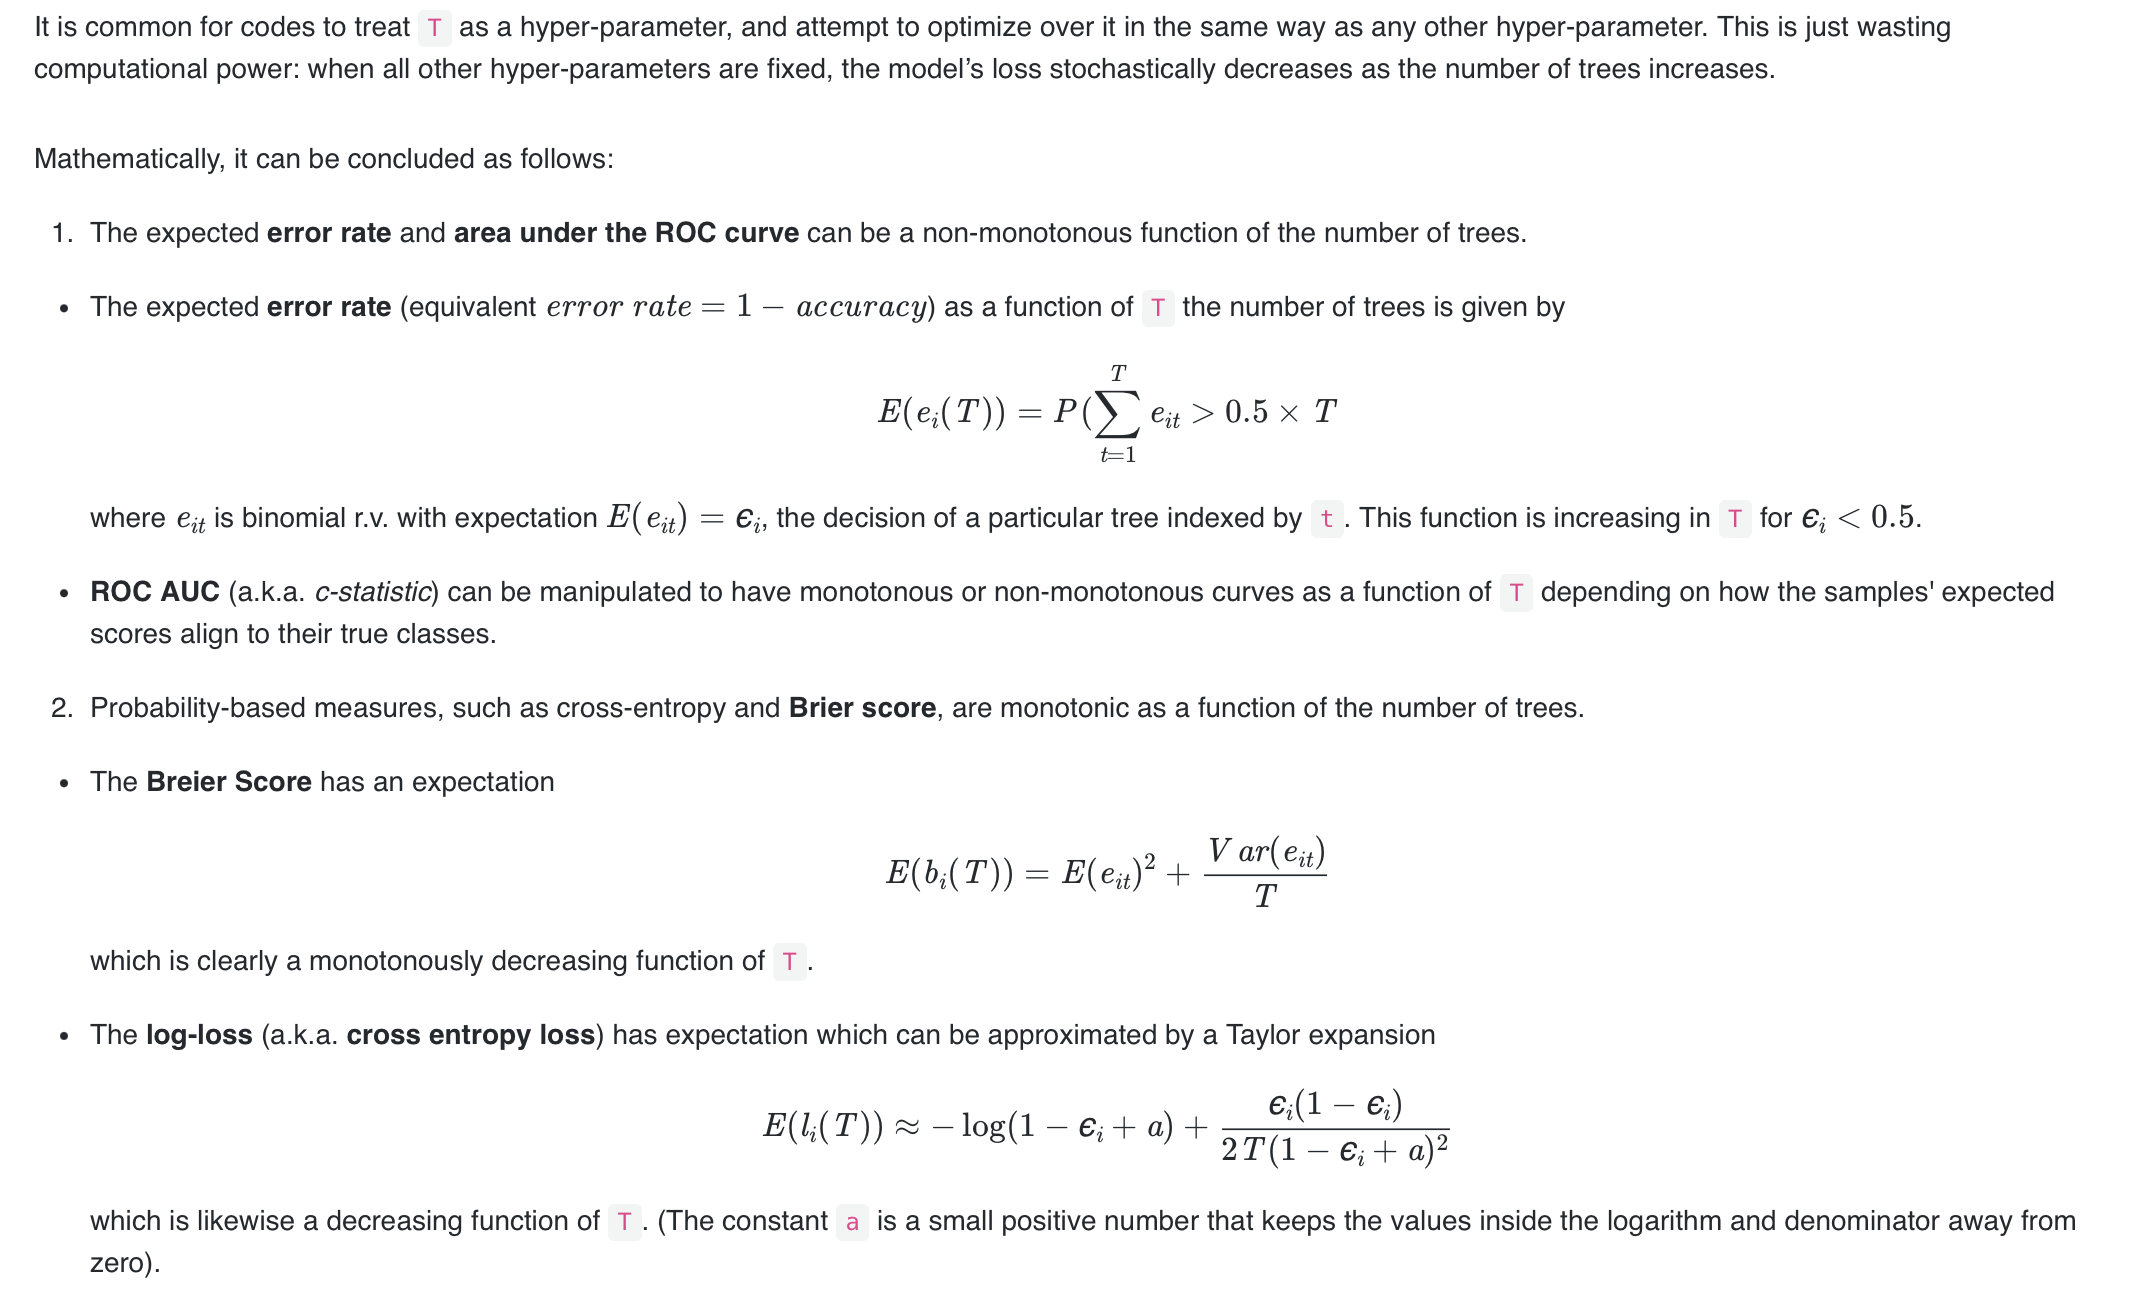 It is common for codes to treat T as a hyper-parameter, and attempt to optimize over it in the same way as any other hyper-parameter. This is just wasting
computational power: when all other hyper-parameters are fixed, the model’s loss stochastically decreases as the number of trees increases.
Mathematically, it can be concluded as follows:
1. The expected error rate and area under the ROC curve can be a non-monotonous function of the number of trees.
• The expected error rate (equivalent error rate = 1 − accuracy) as a function of T the number of trees is given by
E(e_i(T)) = P(∑_{t=1}^{T} e_{it} > 0.5 × T
where e_{it} is binomial r.v. with expectation E(e_{it}) = ϵ_i, the decision of a particular tree indexed by t . This function is increasing in T for ϵ_i < 0.5.
• ROC AUC (a.k.a. c-statistic) can be manipulated to have monotonous or non-monotonous curves as a function of T depending on how the samples' expected
scores align to their true classes.
2. Probability-based measures, such as cross-entropy and Brier score, are monotonic as a function of the number of trees.
• The Breier Score has an expectation
E(b_i(T)) = E(e_{it})^2 + \frac{Var(e_{it})}{T}
which is clearly a monotonously decreasing function of T .
• The log-loss (a.k.a. cross entropy loss) has expectation which can be approximated by a Taylor expansion
E(l_i(T)) ≈ − log(1 − ϵ_i + a) + \frac{ϵ_i(1 − ϵ_i)}{2T(1 − ϵ_i + a)^2}
which is likewise a decreasing function of T . (The constant a is a small positive number that keeps the values inside the logarithm and denominator away from
zero).